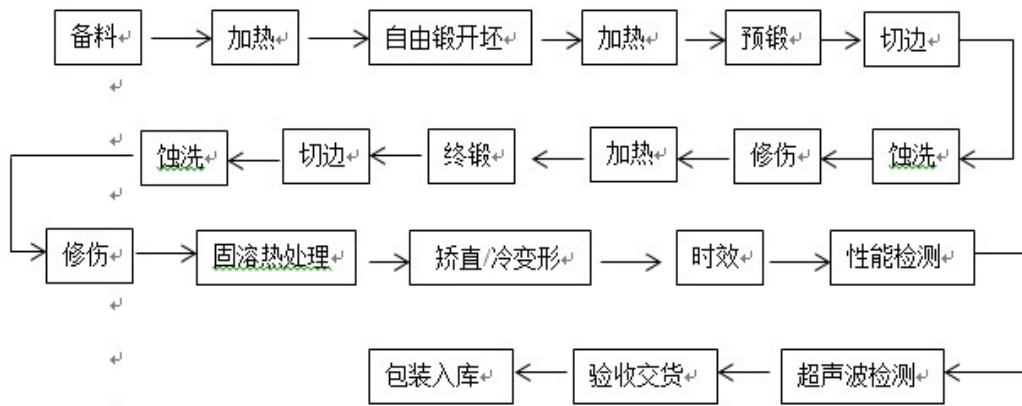 备料 加热 自由锻开坯 加热 预锻 切边
蚀洗 切边 终锻 加热 修伤 蚀洗
修伤 固溶热处理 矫直/冷变形 时效 性能检测
包装入库 验收交货 超声波检测